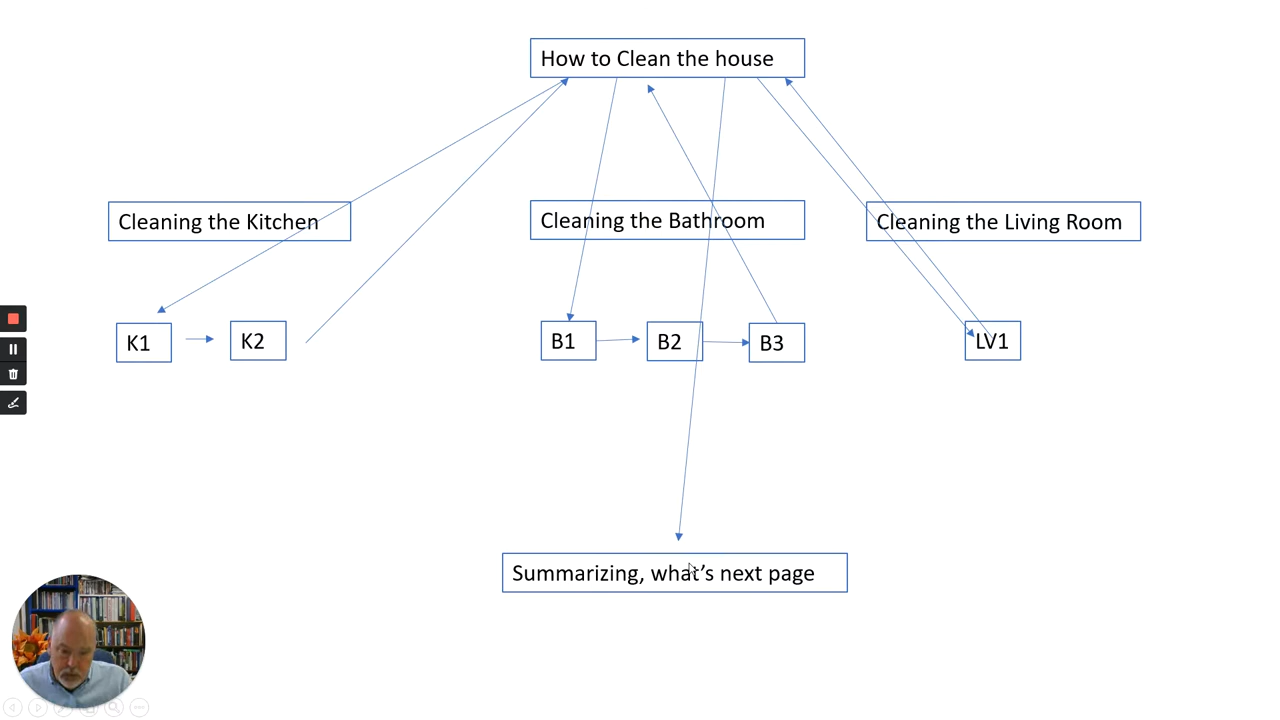 How to Clean the house
Cleaning the Kitchen
Cleaning the Bathroom
Cleaning the Living Room
K1
K2
B1
B2
B3
LV1
Summarizing, what's next page